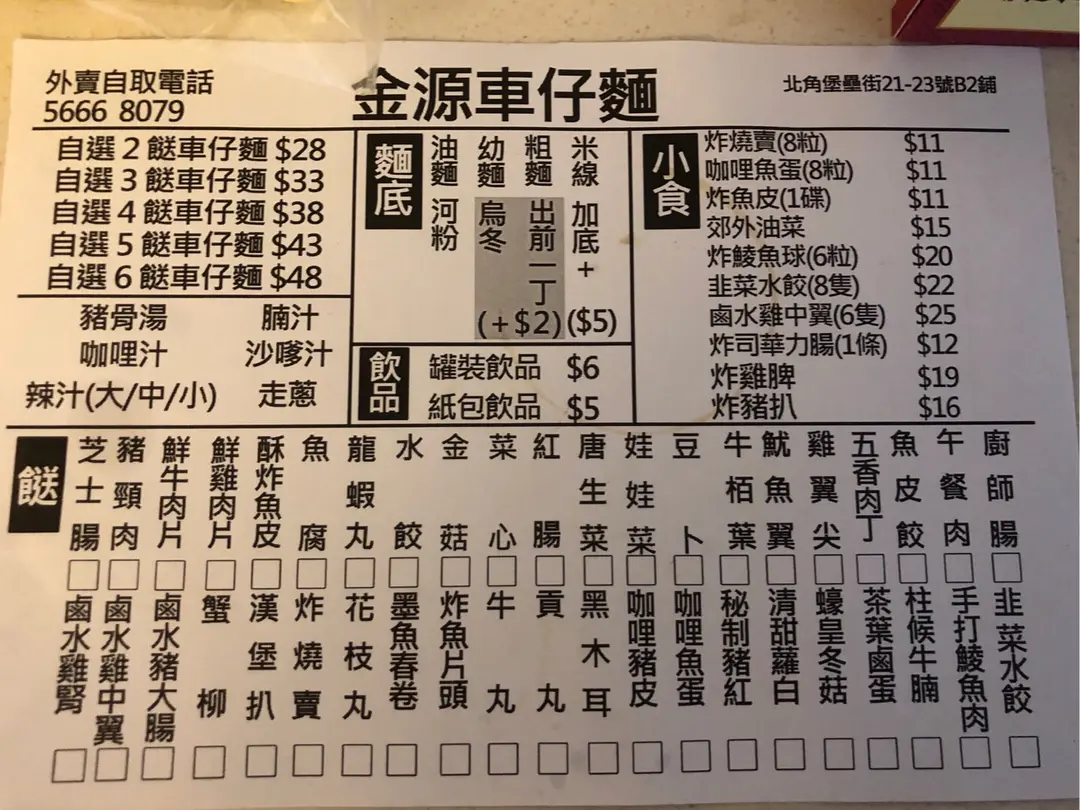 外賣自取電話
5666 8079
金源車仔麵
北角堡壘街21-23號B2鋪
自選2餸車仔麵 $28
自選3餸車仔麵 $33
自選4餸車仔麵 $38
自選5餸車仔麵 $43
自選6餸車仔麵 $48
豬骨湯 腩汁
咖哩汁 沙嗲汁
辣汁(大/中/小) 走蔥
麵底
油麵
幼麵
粗麵
米線
河粉
烏冬
出前一丁
(+$2)
加底+
($5)
飲品
罐裝飲品 $6
紙包飲品 $5
小食
炸燒賣(8粒) $11
咖哩魚蛋(8粒) $11
炸魚皮(1碟) $11
郊外油菜 $15
炸鯪魚球(6粒) $20
韭菜水餃(8隻) $22
鹵水雞中翼(6隻) $25
炸司華力腸(1條) $12
炸雞脾 $19
炸豬扒 $16
餸
芝士腸
豬頸肉
鮮牛肉片
鮮雞肉片
酥炸魚皮
魚腐
龍蝦丸
水餃
金菇
菜心
紅腸
唐生菜
娃娃菜
豆卜
牛栢葉
魷魚翼
雞翼尖
五香肉丁
魚皮餃
午餐肉
廚師腸
鹵水雞腎
鹵水雞中翼
鹵水豬大腸
蟹柳
漢堡扒
炸燒賣
花枝丸
墨魚春卷
炸魚片頭
牛丸
貢丸
黑木耳
咖哩豬皮
咖哩魚蛋
秘制豬紅
清甜蘿白
蠔皇冬菇
茶葉鹵蛋
柱候牛腩
手打鯪魚肉
韭菜水餃